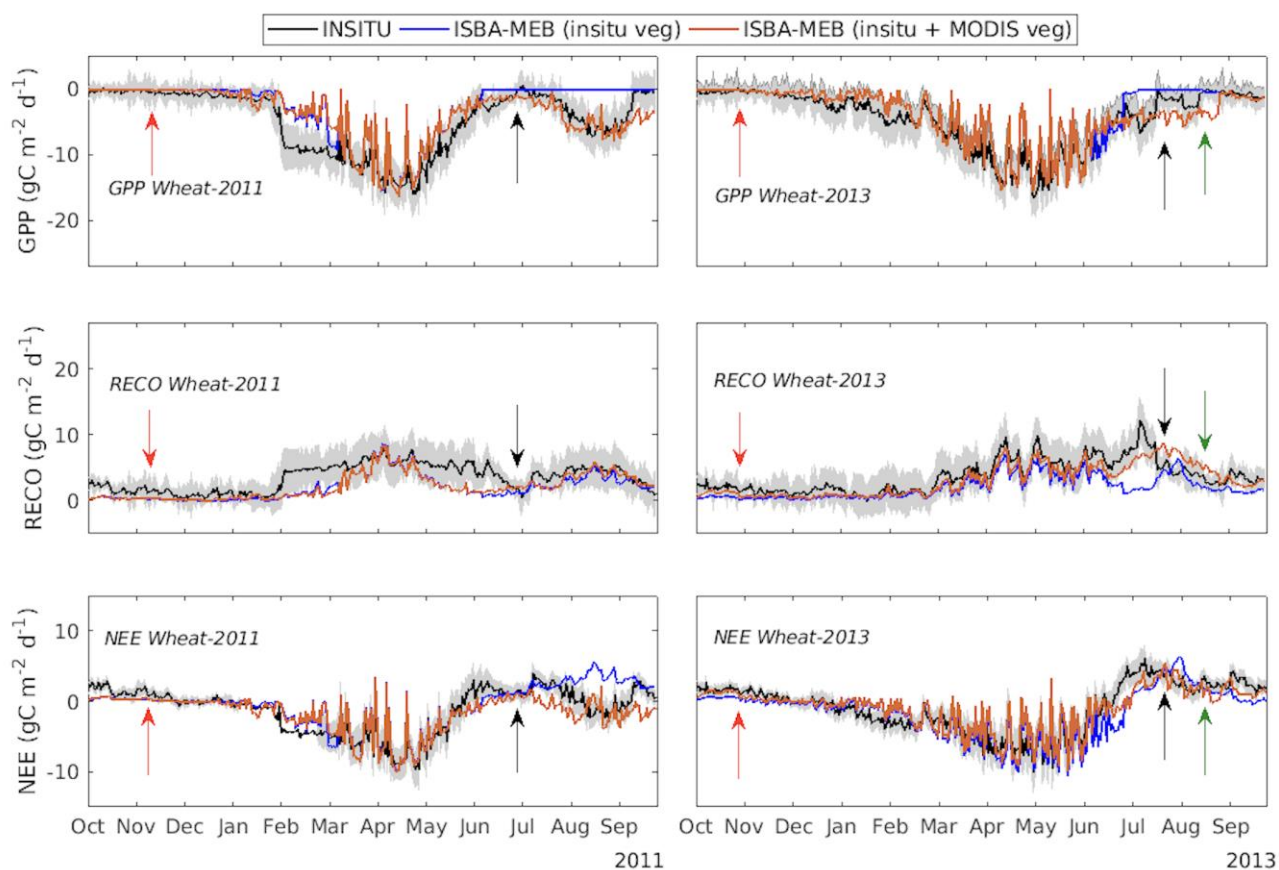 INSITU ISBA-MEB (insitu veg) ISBA-MEB (insitu + MODIS veg)
GPP (gC m⁻² d⁻¹)
0
-10
-20
GPP Wheat-2011
GPP Wheat-2013
RECO (gC m⁻² d⁻¹)
20
10
0
RECO Wheat-2011
RECO Wheat-2013
NEE (gC m⁻² d⁻¹)
10
0
-10
NEE Wheat-2011
NEE Wheat-2013
Oct Nov Dec Jan Feb Mar Apr May Jun Jul Aug Sep
2011
Oct Nov Dec Jan Feb Mar Apr May Jun Jul Aug Sep
2013